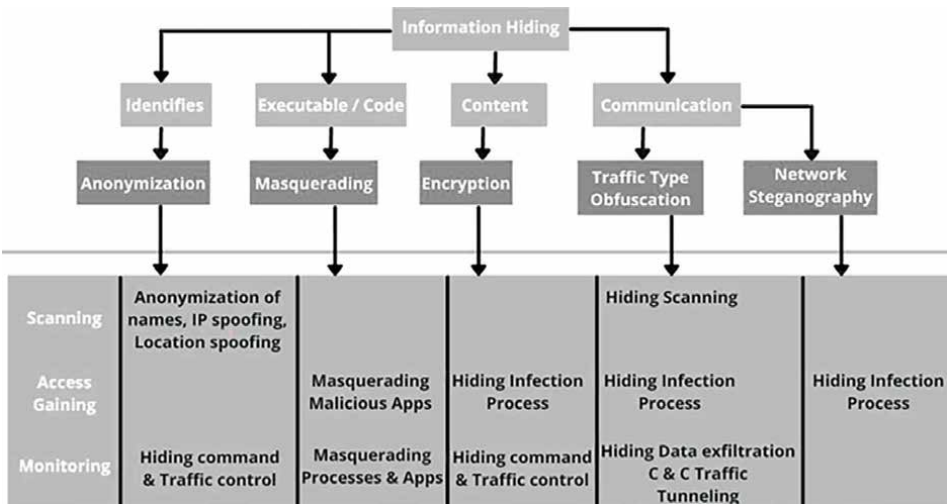 Information Hiding
Identifies
Executable / Code
Content
Communication
Anonymization
Masquerading
Encryption
Traffic Type
Obfuscation
Network
Steganography
Scanning
Anonymization of
names, IP spoofing,
Location spoofing
Hiding Scanning
Access
Gaining
Masquerading
Malicious Apps
Hiding Infection
Process
Hiding Infection
Process
Hiding Infection
Process
Monitoring
Hiding command
& Traffic control
Masquerading
Processes & Apps
Hiding command
& Traffic control
Hiding Data exfiltration
C & C Traffic
Tunneling